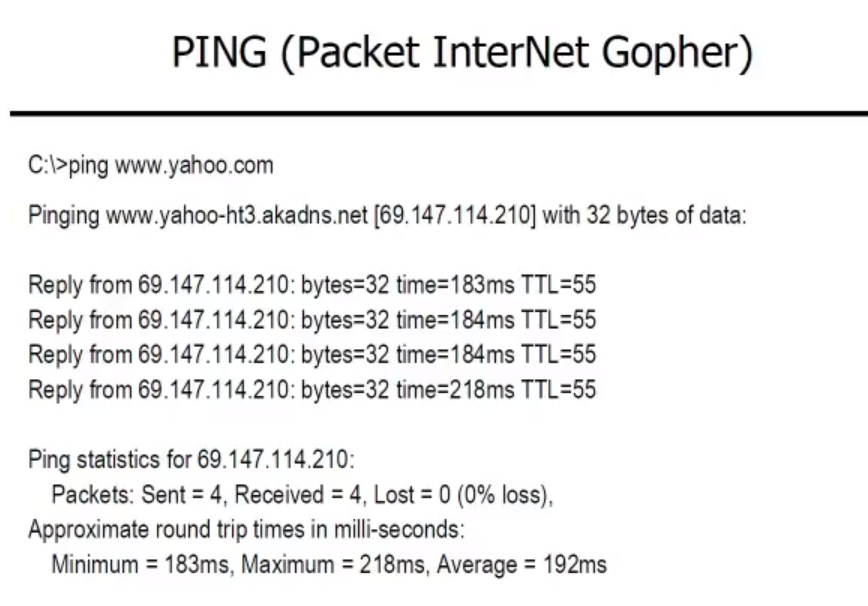 PING (Packet InterNet Gopher)
C:\>ping www.yahoo.com
Pinging www.yahoo-ht3.akadns.net [69.147.114.210] with 32 bytes of data:
Reply from 69.147.114.210: bytes=32 time=183ms TTL=55
Reply from 69.147.114.210: bytes=32 time=184ms TTL=55
Reply from 69.147.114.210: bytes=32 time=184ms TTL=55
Reply from 69.147.114.210: bytes=32 time=218ms TTL=55
Ping statistics for 69.147.114.210:
Packets: Sent = 4, Received = 4, Lost = 0 (0% loss),
Approximate round trip times in milli-seconds:
Minimum = 183ms, Maximum = 218ms, Average = 192ms